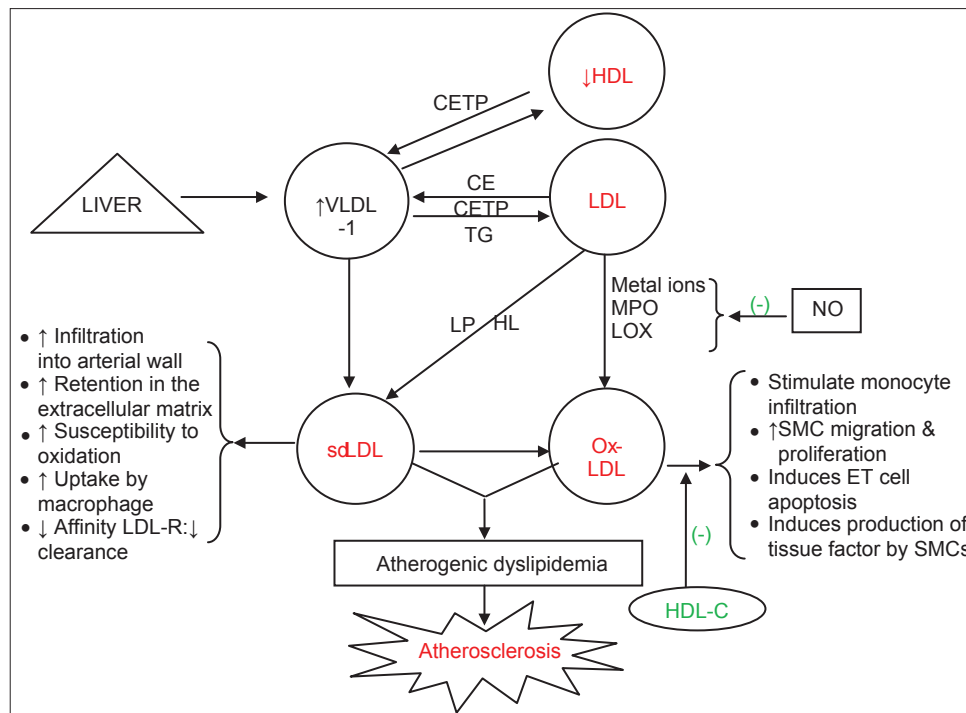 ↓HDL
CETP
LIVER
↑VLDL
-1
CE
CETP
TG
LDL
Metal ions
MPO
LOX
(-)
NO
LP HL
• ↑ Infiltration
into arterial wall
• ↑ Retention in the
extracellular matrix
• ↑ Susceptibility to
oxidation
• ↑ Uptake by
macrophage
• ↓ Affinity LDL-R:↓
clearance
sdLDL
Ox-
LDL
• Stimulate monocyte
infiltration
• ↑SMC migration &
proliferation
• Induces ET cell
apoptosis
• Induces production of
tissue factor by SMCs
(-)
HDL-C
Atherogenic dyslipidemia
Atherosclerosis